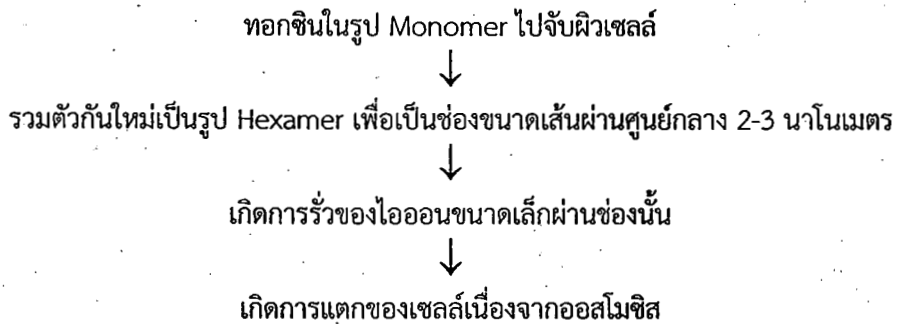 ทอกซินในรูป Monomer ไปจับผิวเซลล์
↓
รวมตัวกันใหม่เป็นรูป Hexamer เพื่อเป็นช่องขนาดเส้นผ่านศูนย์กลาง 2-3 นาโนเมตร
↓
เกิดการรั่วของไอออนขนาดเล็กผ่านช่องนั้น
↓
เกิดการแตกของเซลล์เนื่องจากออสโมซิส